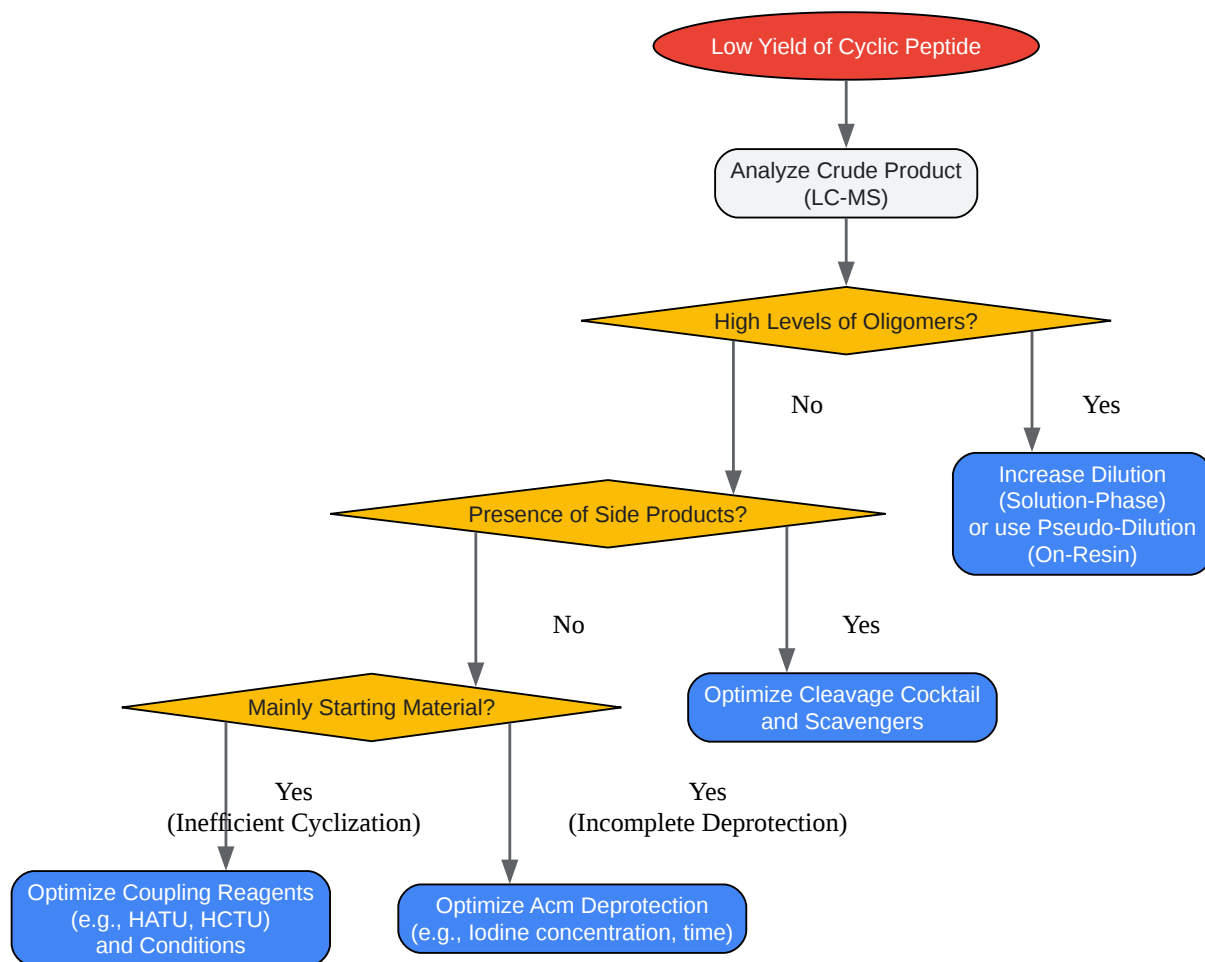 Low Yield of Cyclic Peptide
Analyze Crude Product
(LC-MS)
High Levels of Oligomers?
No
Yes
Increase Dilution
(Solution-Phase)
or use Pseudo-Dilution
(On-Resin)
Presence of Side Products?
No
Yes
Optimize Cleavage Cocktail
and Scavengers
Mainly Starting Material?
Yes
(Inefficient Cyclization)
Yes
(Incomplete Deprotection)
Optimize Coupling Reagents
(e.g., HATU, HCTU)
and Conditions
Optimize Acm Deprotection
(e.g., Iodine concentration, time)